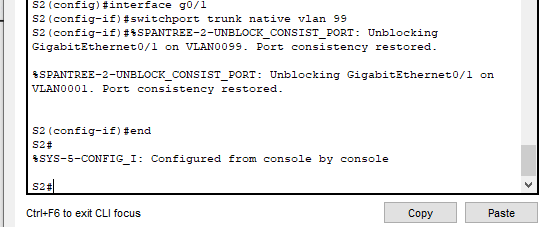 S2(config)#interface g0/1
S2(config-if)#switchport trunk native vlan 99
S2(config-if)#%SPANTREE-2-UNBLOCK_CONSIST_PORT: Unblocking
GigabitEthernet0/1 on VLAN0099. Port consistency restored.
%SPANTREE-2-UNBLOCK_CONSIST_PORT: Unblocking GigabitEthernet0/1 on
VLAN0001. Port consistency restored.
S2(config-if)#end
S2#
%SYS-5-CONFIG_I: Configured from console by console
S2#
Ctrl+F6 to exit CLI focus
Copy
Paste